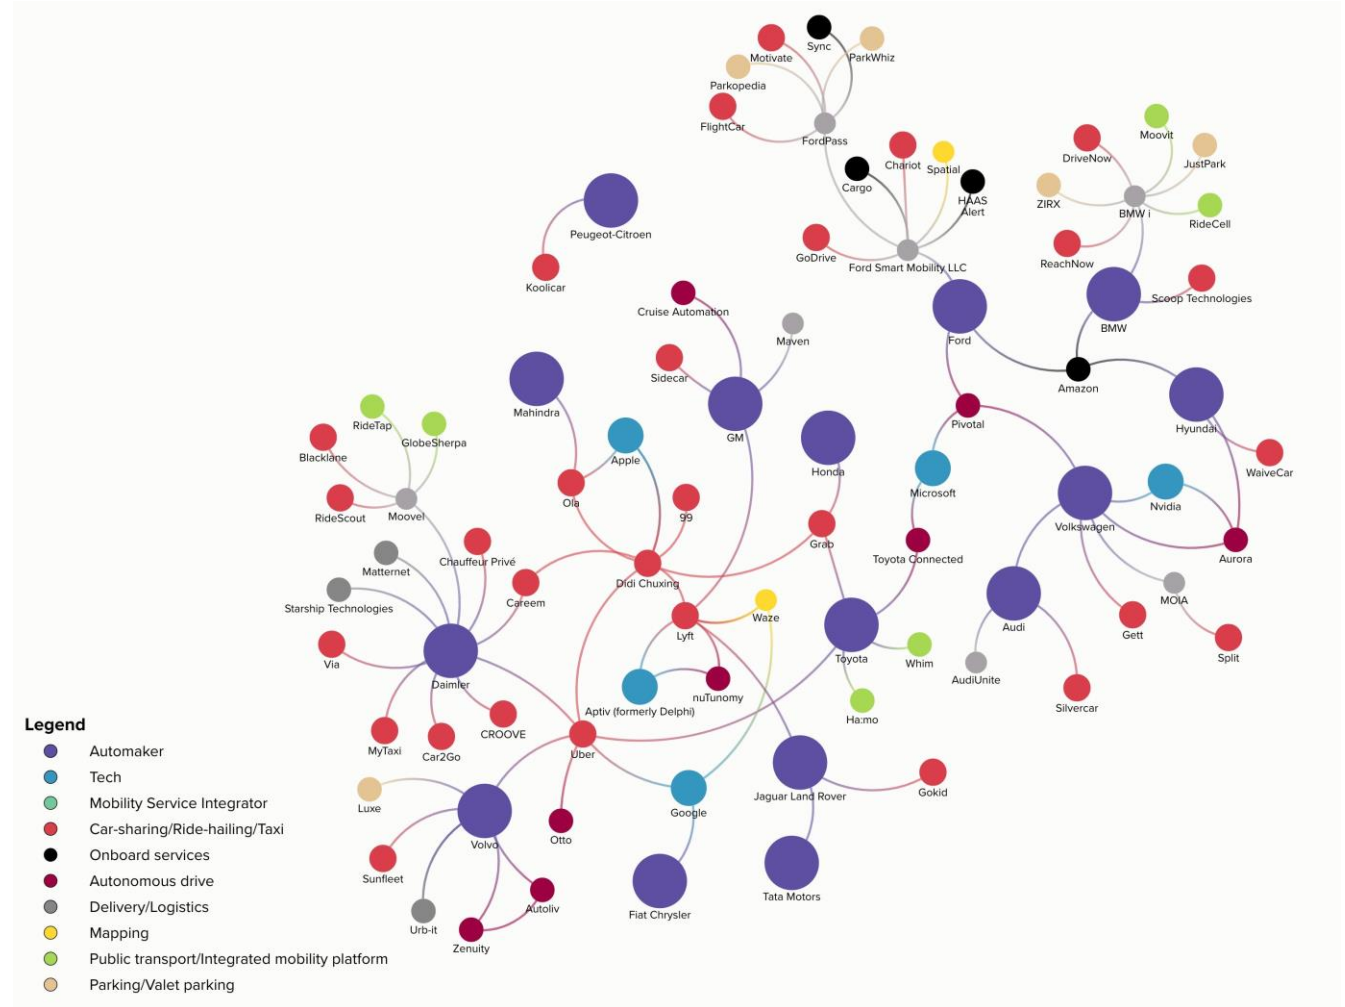 Sync
Motivate
ParkWhiz
Parkopedia
FlightCar
FordPass
Moovit
DriveNow
JustPark
Chariot
Spatial
Cargo
HAAS
Alert
ZIRX
BMW i
RideCell
Peugeot-Citroen
GoDrive
Ford Smart Mobility LLC
ReachNow
Koolicar
Scoop Technologies
Cruise Automation
BMW
Ford
Maven
Sidecar
Amazon
Mahindra
RideTap
GlobeSherpa
GM
Pivotal
Hyundai
Blacklane
Apple
Honda
WaiveCar
Ola
Microsoft
RideScout
Moovel
99
Nvidia
Volkswagen
Grab
Chauffeur Privé
Toyota Connected
Aurora
Matternet
Didi Chuxing
Careem
Starship Technologies
MOIA
Waze
Audi
Lyft
Gett
Via
Toyota
Whim
Split
Daimler
AudiUnite
nuTunomy
Aptiv (formerly Delphi)
Silvercar
Ha:mo
CROOVE
MyTaxi
Car2Go
Uber
Jaguar Land Rover
Gokid
Luxe
Google
Otto
Volvo
Sunfleet
Tata Motors
Autoliv
Fiat Chrysler
Urb-it
Zenuity
Legend
Automaker
Tech
Mobility Service Integrator
Car-sharing/Ride-hailing/Taxi
Onboard services
Autonomous drive
Delivery/Logistics
Mapping
Public transport/Integrated mobility platform
Parking/Valet parking